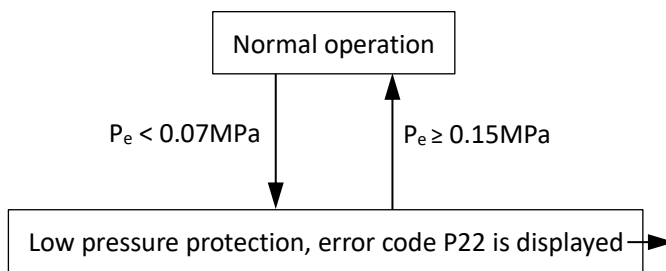 Normal operation
Pₑ < 0.07MPa
Pₑ ≥ 0.15MPa
Low pressure protection, error code P22 is displayed